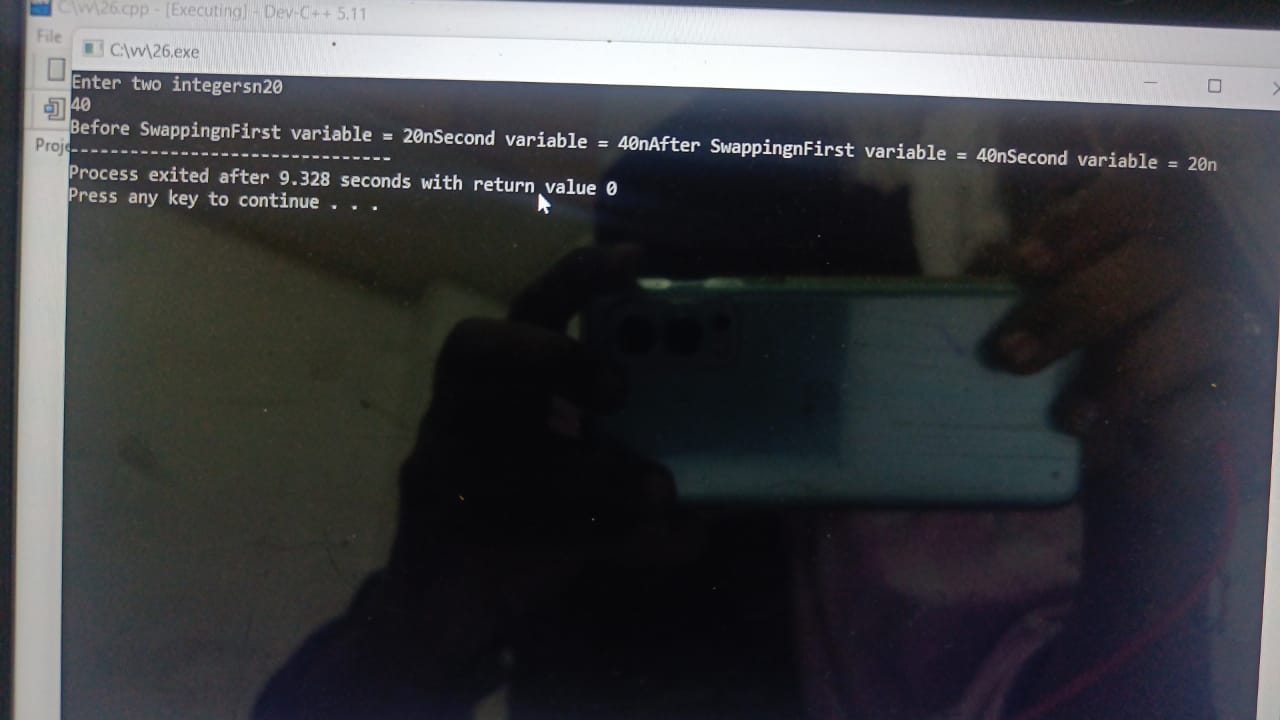 C:\vv\26.cpp - [Executing] - Dev-C++ 5.11
File
C:\vv\26.exe
Enter two integersn20
40
Before SwappingnFirst variable = 20nSecond variable = 40nAfter SwappingnFirst variable = 40nSecond variable = 20n
Proje
--------------------------------
Process exited after 9.328 seconds with return value 0
Press any key to continue . . .